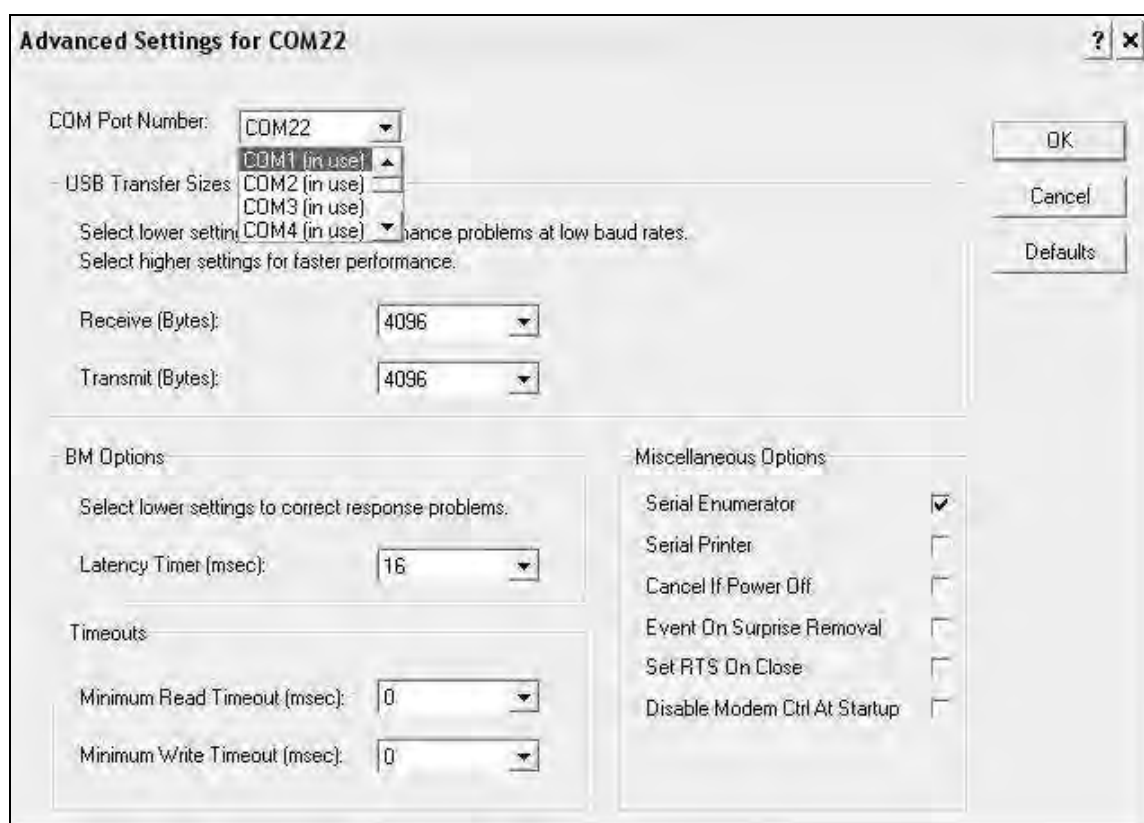 Advanced Settings for COM22
? ×
COM Port Number: COM22
COM1 (in use)
COM2 (in use)
COM3 (in use)
COM4 (in use)
USB Transfer Sizes
Select lower setting ance problems at low baud rates.
Select higher settings for faster performance.
Receive (Bytes): 4096
Transmit (Bytes): 4096
OK
Cancel
Defaults
BM Options
Select lower settings to correct response problems.
Latency Timer (msec): 16
Timeouts
Minimum Read Timeout (msec): 0
Minimum Write Timeout (msec): 0
Miscellaneous Options
Serial Enumerator
Serial Printer
Cancel If Power Off
Event On Surprise Removal
Set RTS On Close
Disable Modem Ctrl At Startup